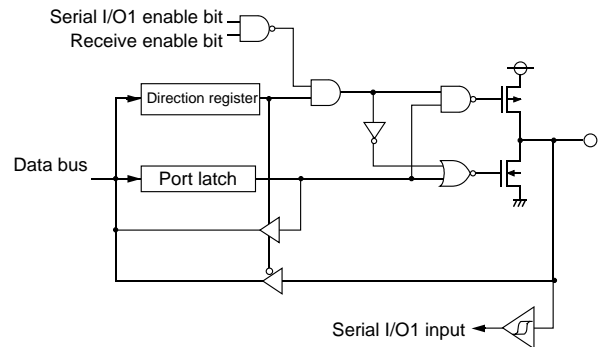 Serial I/O1 enable bit
Receive enable bit
Direction register
Data bus
Port latch
Serial I/O1 input